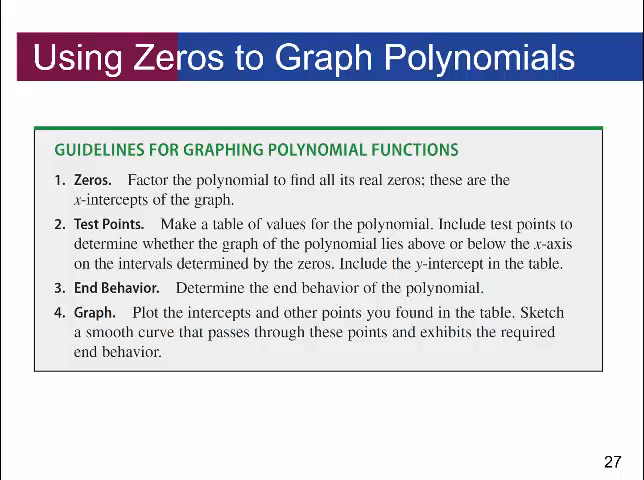 Using Zeros to Graph Polynomials
GUIDELINES FOR GRAPHING POLYNOMIAL FUNCTIONS
1. Zeros. Factor the polynomial to find all its real zeros; these are the
x-intercepts of the graph.
2. Test Points. Make a table of values for the polynomial. Include test points to
determine whether the graph of the polynomial lies above or below the x-axis
on the intervals determined by the zeros. Include the y-intercept in the table.
3. End Behavior. Determine the end behavior of the polynomial.
4. Graph. Plot the intercepts and other points you found in the table. Sketch
a smooth curve that passes through these points and exhibits the required
end behavior.
27